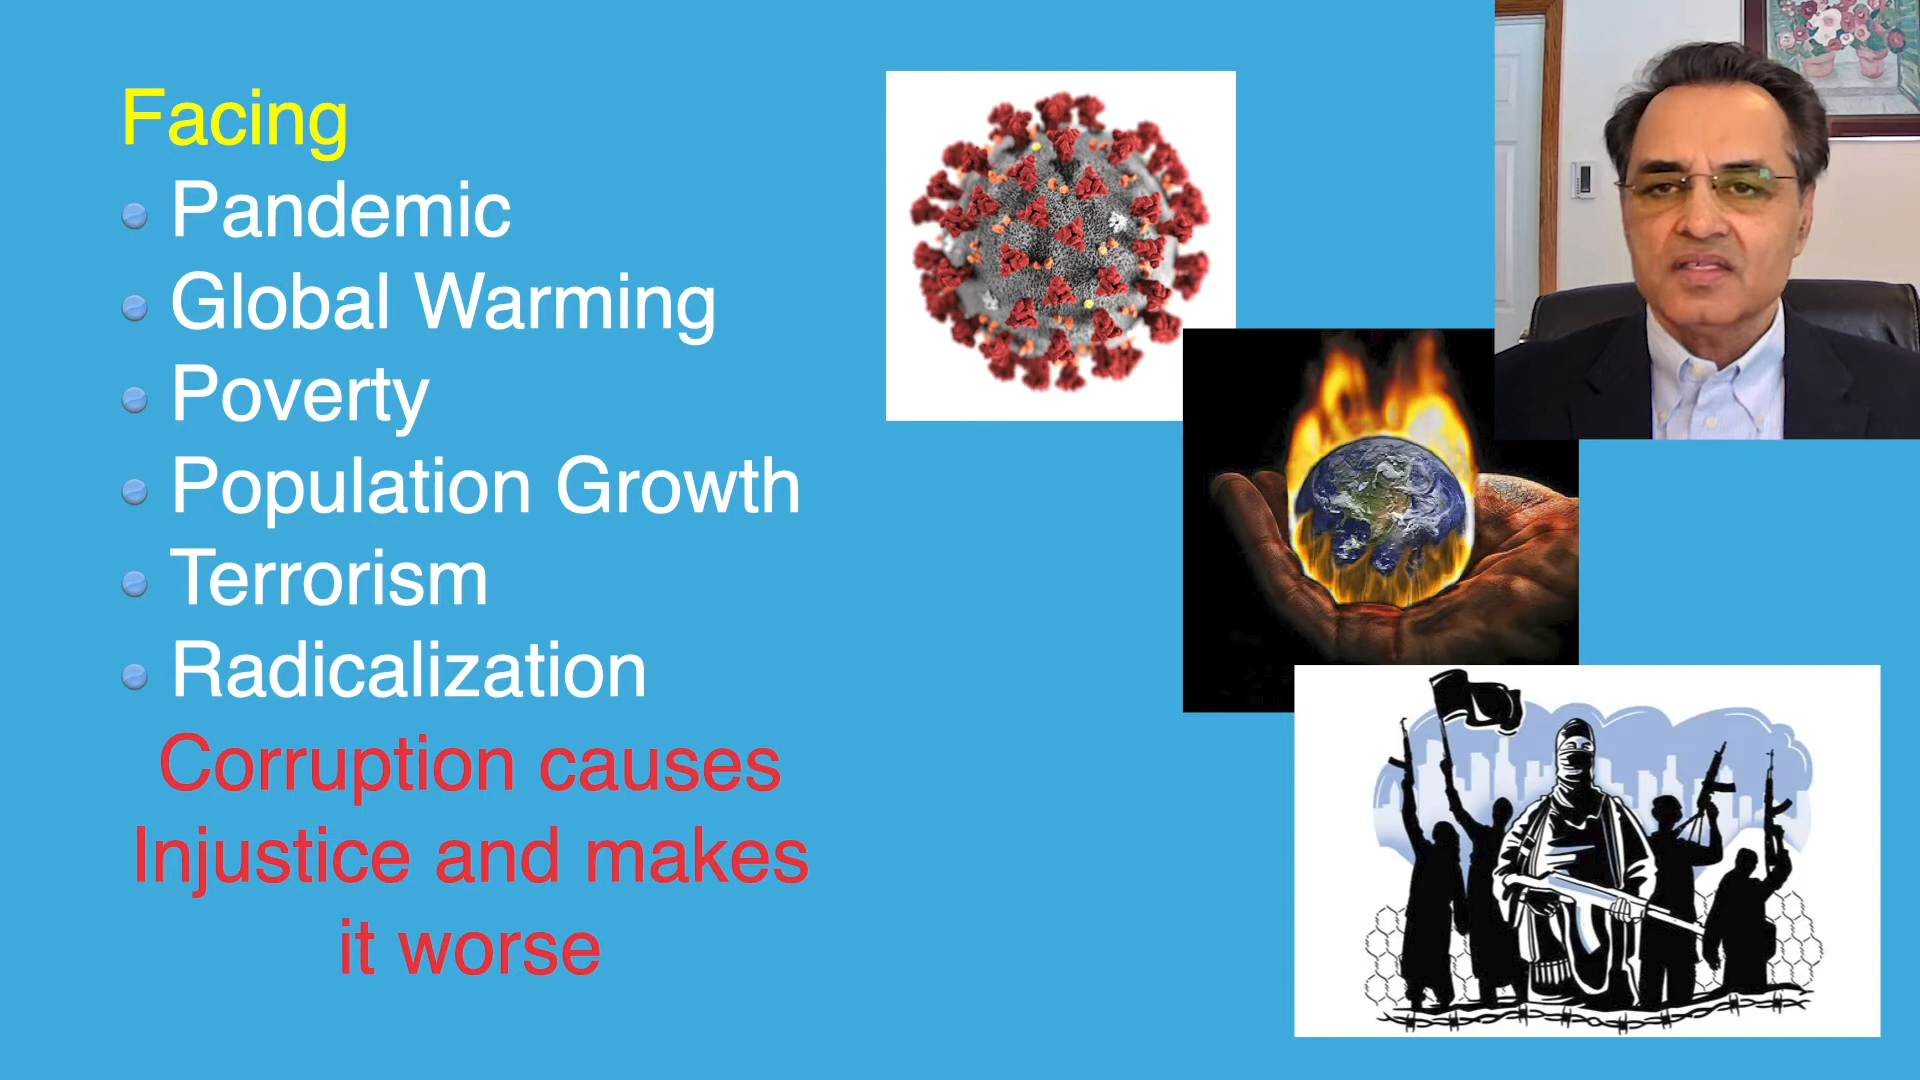 Facing
Pandemic
Global Warming
Poverty
Population Growth
Terrorism
Radicalization
Corruption causes
Injustice and makes
it worse